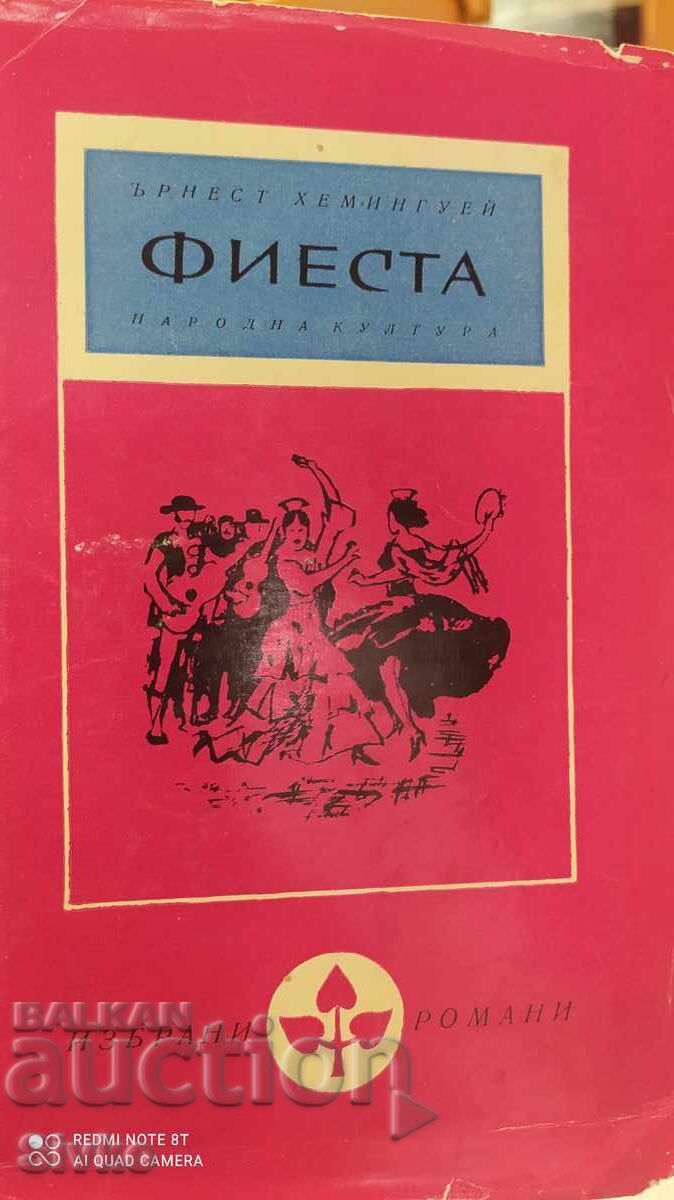 ЪРНЕСТ ХЕМИНГУЕЙ
ФИЕСТА
НАРОДНА КУЛТУРА
ИЗБРАНИ РОМАНИ
BALKAN
auction
REDMI NOTE 8T
AI QUAD CAMERA